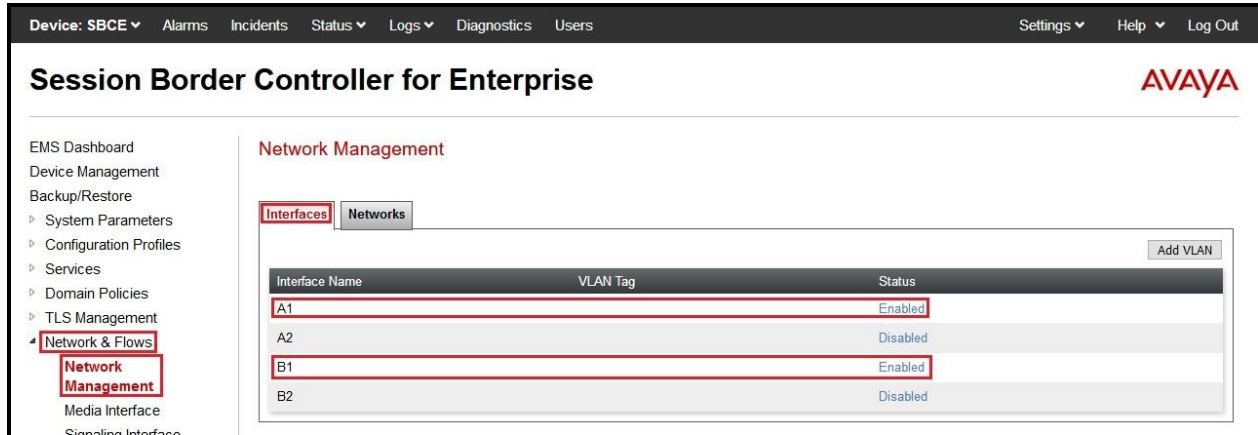 Device: SBCE Alarms Incidents Status Logs Diagnostics Users Settings Help Log Out
Session Border Controller for Enterprise
AVAYA
EMS Dashboard
Device Management
Backup/Restore
System Parameters
Configuration Profiles
Services
Domain Policies
TLS Management
Network & Flows
Network
Management
Media Interface
Signaling Interface
Network Management
Interfaces Networks
Add VLAN
Interface Name VLAN Tag Status
A1 Enabled
A2 Disabled
B1 Enabled
B2 Disabled